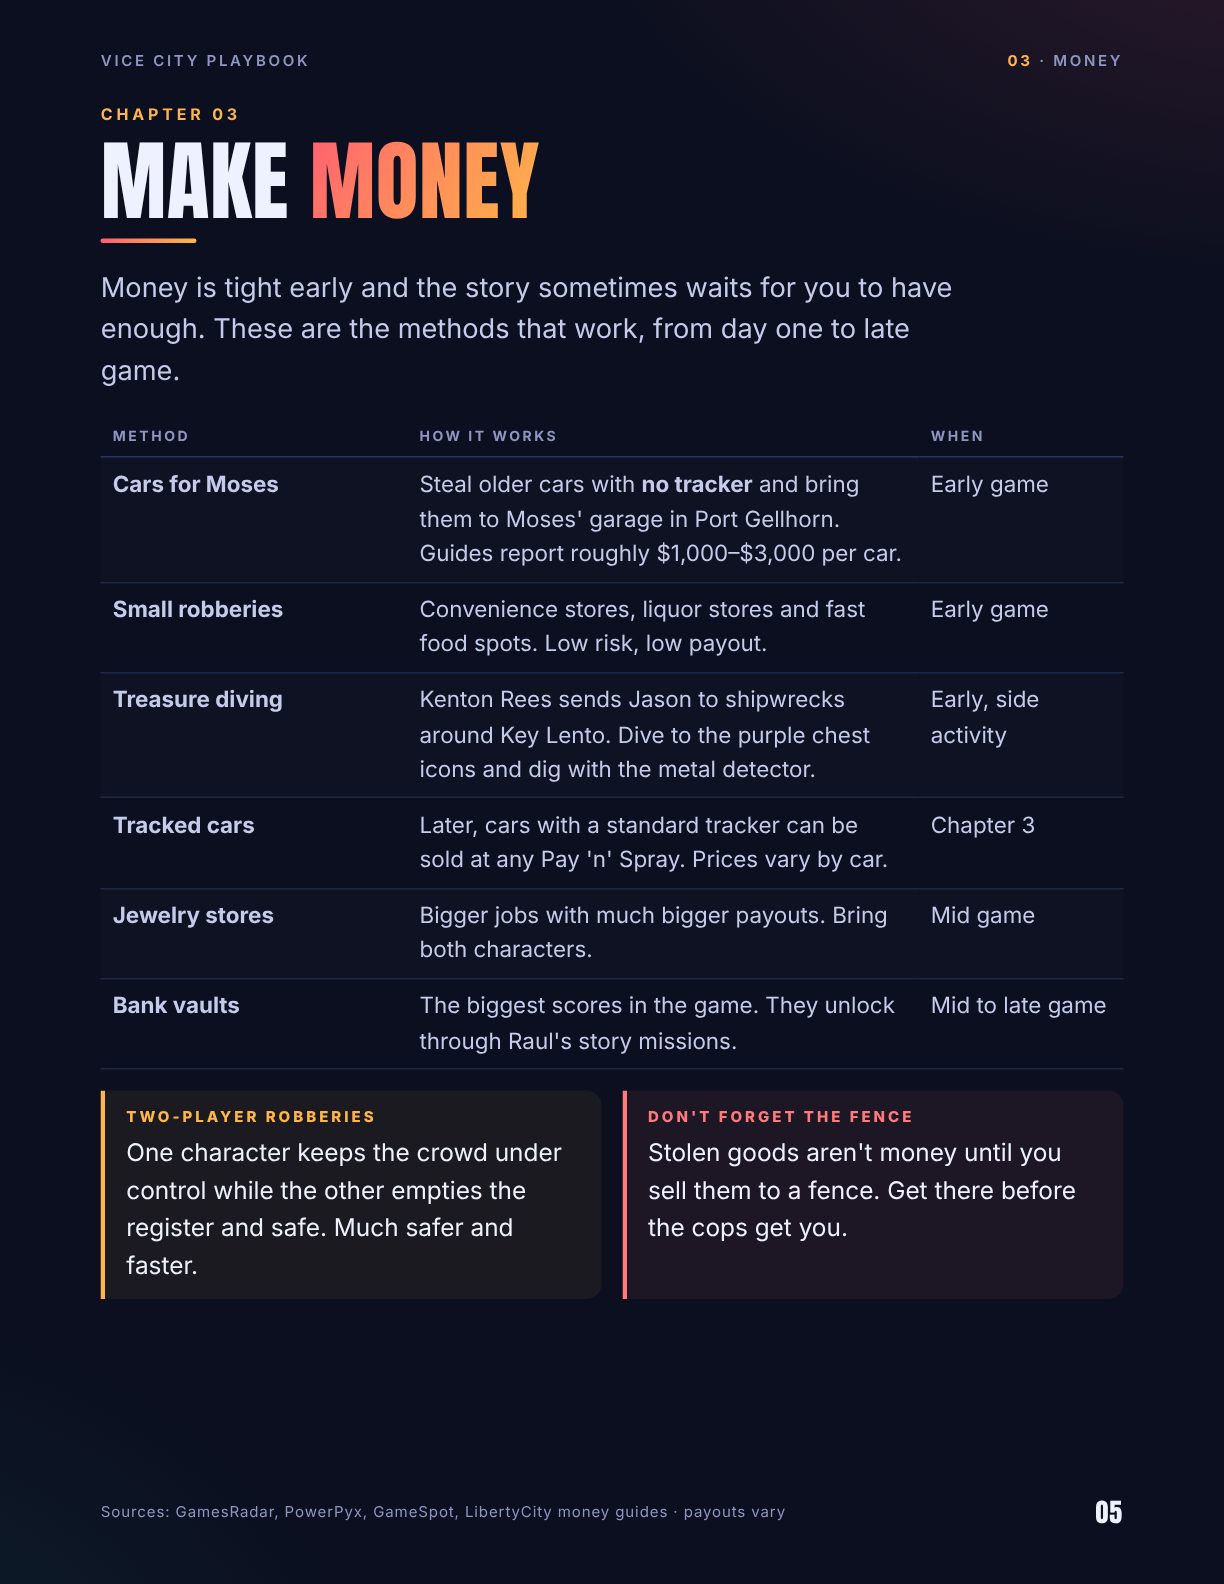 VICE CITY PLAYBOOK
03 · MONEY
CHAPTER 03
MAKE MONEY
Money is tight early and the story sometimes waits for you to have
enough. These are the methods that work, from day one to late
game.
METHOD HOW IT WORKS WHEN
Cars for Moses Steal older cars with no tracker and bring Early game
them to Moses' garage in Port Gellhorn.
Guides report roughly $1,000–$3,000 per car.
Small robberies Convenience stores, liquor stores and fast Early game
food spots. Low risk, low payout.
Treasure diving Kenton Rees sends Jason to shipwrecks Early, side
around Key Lento. Dive to the purple chest activity
icons and dig with the metal detector.
Tracked cars Later, cars with a standard tracker can be Chapter 3
sold at any Pay 'n' Spray. Prices vary by car.
Jewelry stores Bigger jobs with much bigger payouts. Bring Mid game
both characters.
Bank vaults The biggest scores in the game. They unlock Mid to late game
through Raul's story missions.
TWO-PLAYER ROBBERIES
One character keeps the crowd under
control while the other empties the
register and safe. Much safer and
faster.
DON'T FORGET THE FENCE
Stolen goods aren't money until you
sell them to a fence. Get there before
the cops get you.
Sources: GamesRadar, PowerPyx, GameSpot, LibertyCity money guides · payouts vary
05